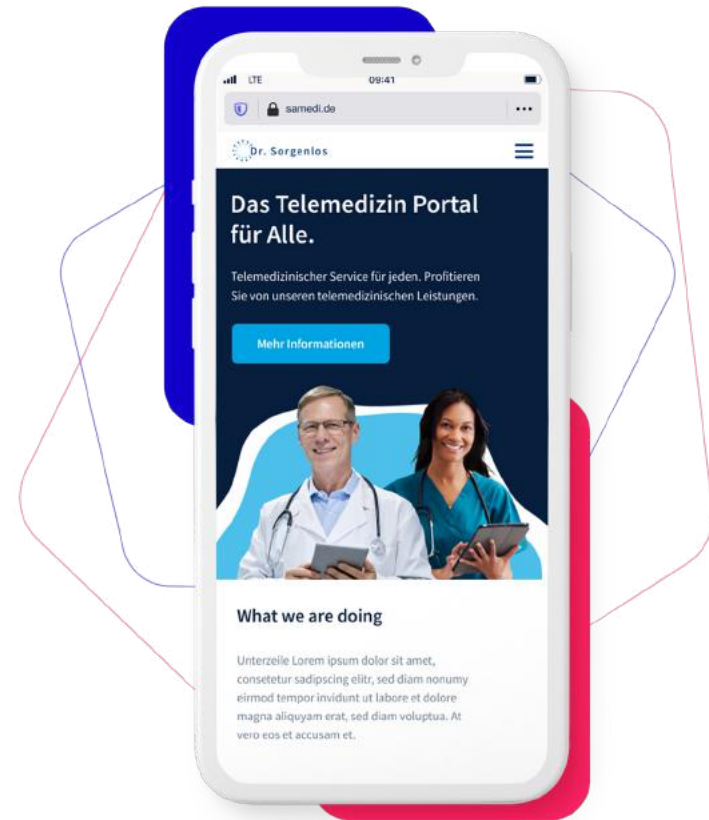 LTE
09:41
samedi.de
Dr. Sorgenlos
Das Telemedizin Portal
für Alle.
Telemedizinischer Service für jeden. Profitieren
Sie von unseren telemedizinischen Leistungen.
Mehr Informationen
What we are doing
Unterzeile Lorem ipsum dolor sit amet,
consetetur sadipscing elitr, sed diam nonumy
eirmod tempor invidunt ut labore et dolore
magna aliquyam erat, sed diam voluptua. At
vero eos et accusam et.